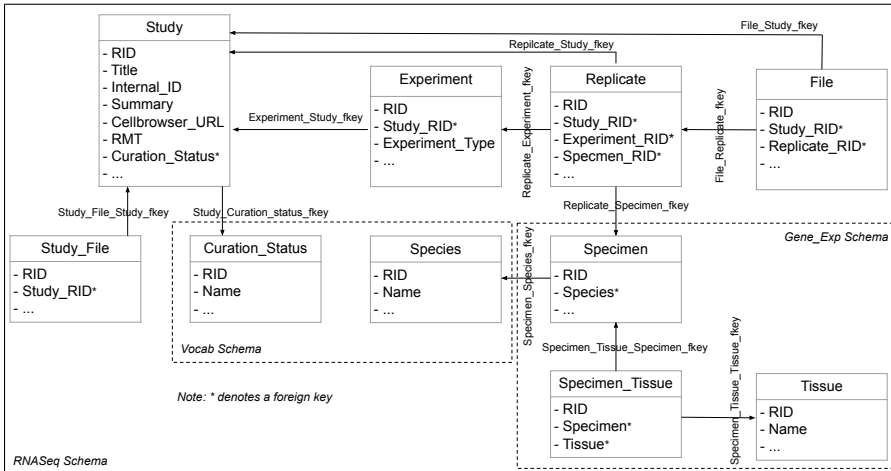 Study
- RID
- Title
- Internal_ID
- Summary
- Cellbrowser_URL
- RMT
- Curation_Status*
- ...
File_Study_fkey
Repilcate_Study_fkey
Experiment
- RID
- Study_RID*
- Experiment_Type
- ...
Experiment_Study_fkey
Replicate_Experiment_fkey
Replicate
- RID
- Study_RID*
- Experiment_RID*
- Specmen_RID*
- ...
File_Replicate_fkey
File
- RID
- Study_RID*
- Replicate_RID*
- ...
Study_File_Study_fkey
Study_Curation_status_fkey
Replicate_Specimen_fkey
Study_File
- RID
- Study_RID*
- ...
Curation_Status
- RID
- Name
- ...
Species
- RID
- Name
- ...
Vocab Schema
Specimen_Species_fkey
Specimen
- RID
- Species*
- ...
Gene_Exp Schema
Specimen_Tissue_Specimen_fkey
Specimen_Tissue_Tissue_fkey
Specimen_Tissue
- RID
- Specimen*
- Tissue*
Tissue
- RID
- Name
- ...
Note: * denotes a foreign key
RNASeq Schema